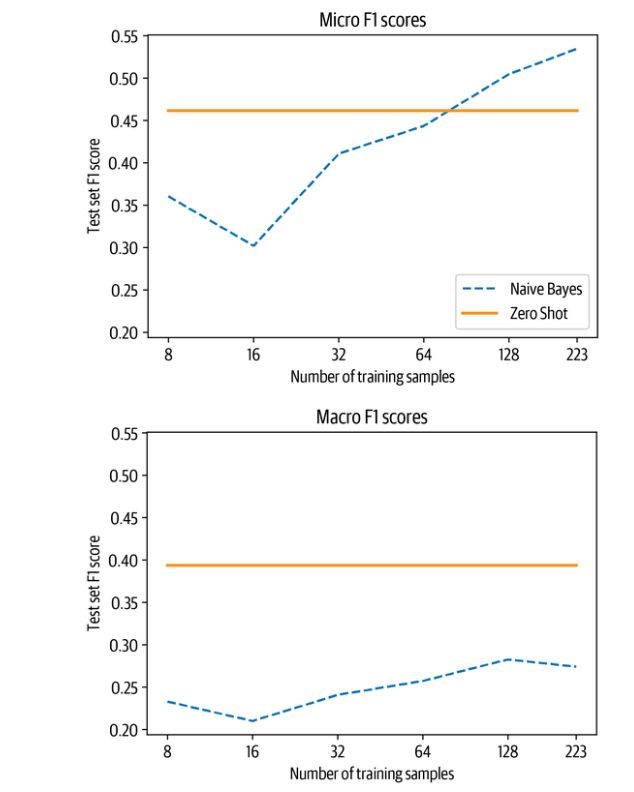 Micro F1 scores
0.55
0.50
0.45
0.40
0.35
0.30
0.25
0.20
Test set F1 score
Naive Bayes
Zero Shot
8 16 32 64 128 223
Number of training samples
Macro F1 scores
0.55
0.50
0.45
0.40
0.35
0.30
0.25
0.20
Test set F1 score
8 16 32 64 128 223
Number of training samples